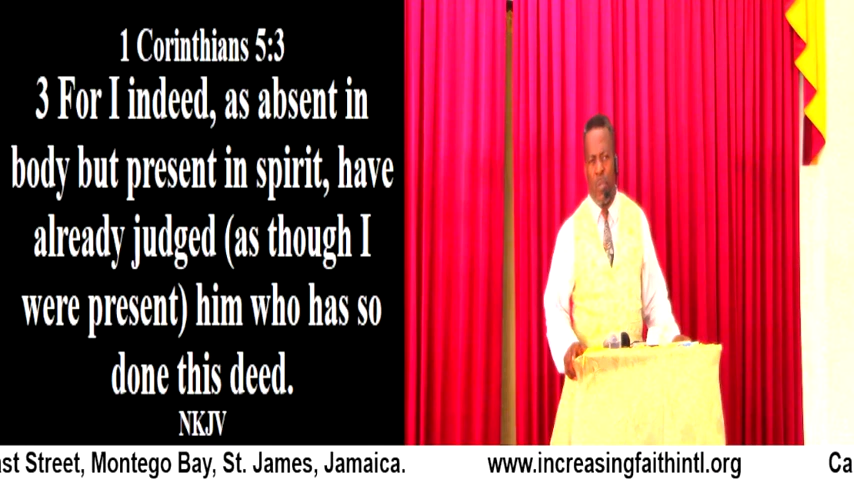 1 Corinthians 5:3
3 For I indeed, as absent in
body but present in spirit, have
already judged (as though I
were present) him who has so
done this deed.
NKJV
Street, Montego Bay, St. James, Jamaica. www.increasingfaithintl.org